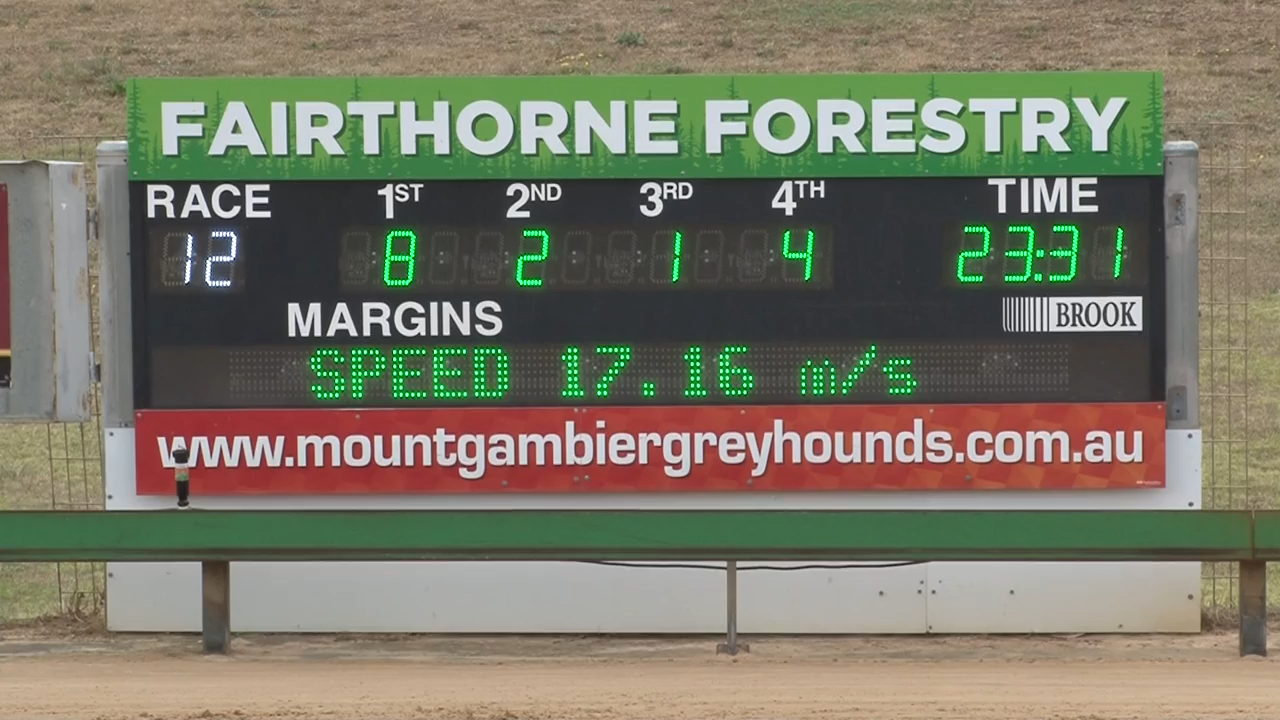 FAIRTHORNE FORESTRY
RACE 1ST 2ND 3RD 4TH TIME
12 8 2 1 4 23:31
MARGINS
BROOK
SPEED 17.16 m/s
www.mountgambiergreyhounds.com.au